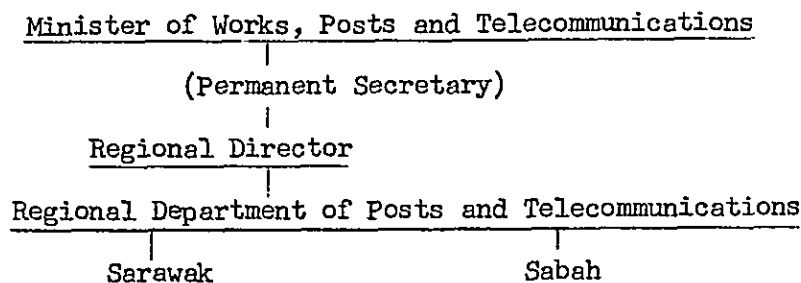 Minister of Works, Posts and Telecommunications
(Permanent Secretary)
Regional Director
Regional Department of Posts and Telecommunications
Sarawak Sabah